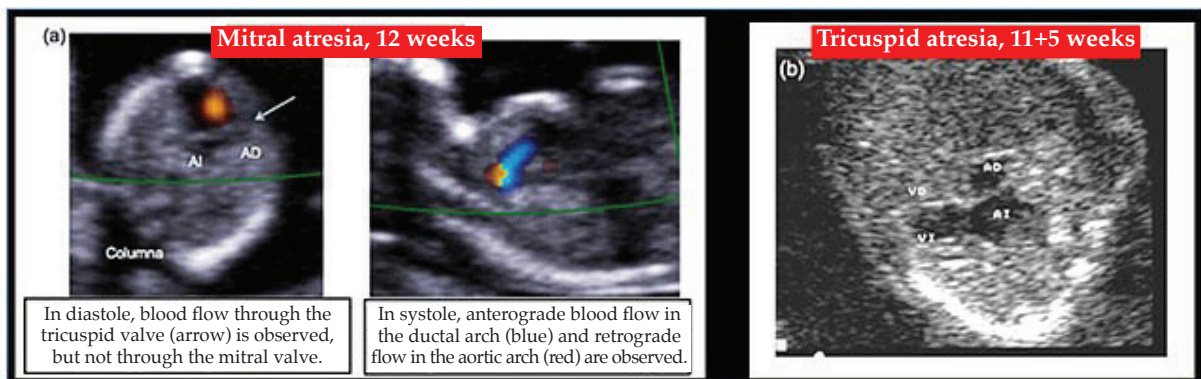 (a)
Mitral atresia, 12 weeks
AI
AD
Columna
In diastole, blood flow through the
tricuspid valve (arrow) is observed,
but not through the mitral valve.
In systole, anterograde blood flow in
the ductal arch (blue) and retrograde
flow in the aortic arch (red) are observed.
Tricuspid atresia, 11+5 weeks
(b)
AD
VD
AI
VI